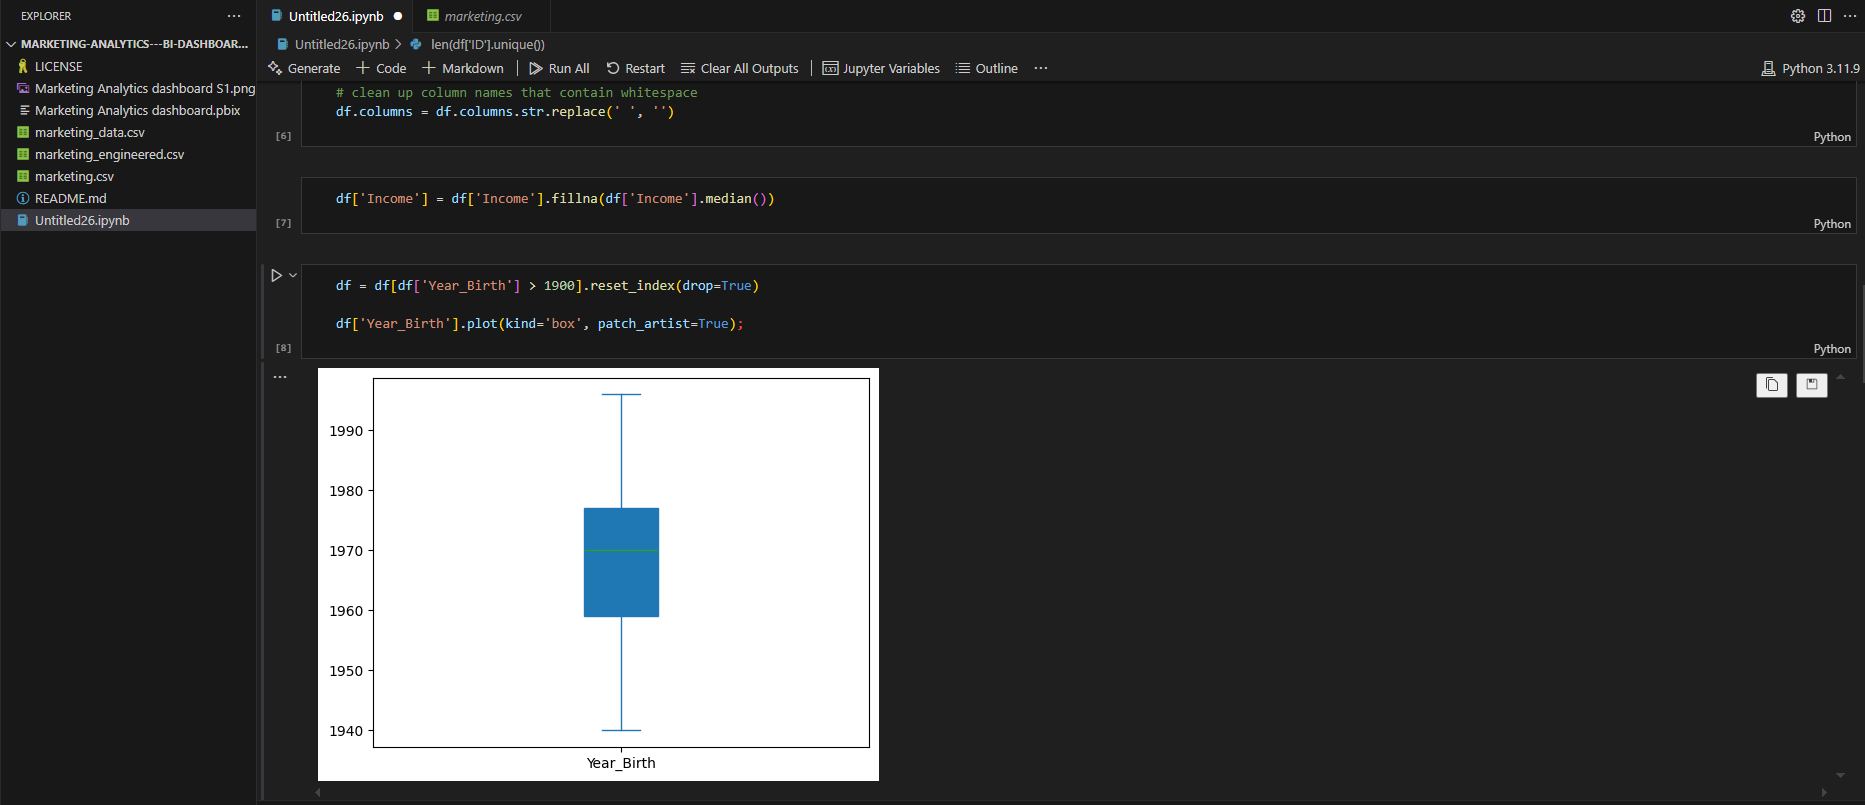 EXPLORER
···
MARKETING-ANALYTICS---BI-DASHBOAR...
LICENSE
Marketing Analytics dashboard S1.png
Marketing Analytics dashboard.pbix
marketing_data.csv
marketing_engineered.csv
marketing.csv
README.md
Untitled26.ipynb
Untitled26.ipynb
marketing.csv
Untitled26.ipynb > len(df['ID'].unique())
Generate
Code
Markdown
Run All
Restart
Clear All Outputs
Jupyter Variables
Outline
···
Python 3.11.9
# clean up column names that contain whitespace
df.columns = df.columns.str.replace(' ', '')
[6]
Python
df['Income'] = df['Income'].fillna(df['Income'].median())
[7]
Python
df = df[df['Year_Birth'] > 1900].reset_index(drop=True)
df['Year_Birth'].plot(kind='box', patch_artist=True);
[8]
Python
···
1990
1980
1970
1960
1950
1940
Year_Birth